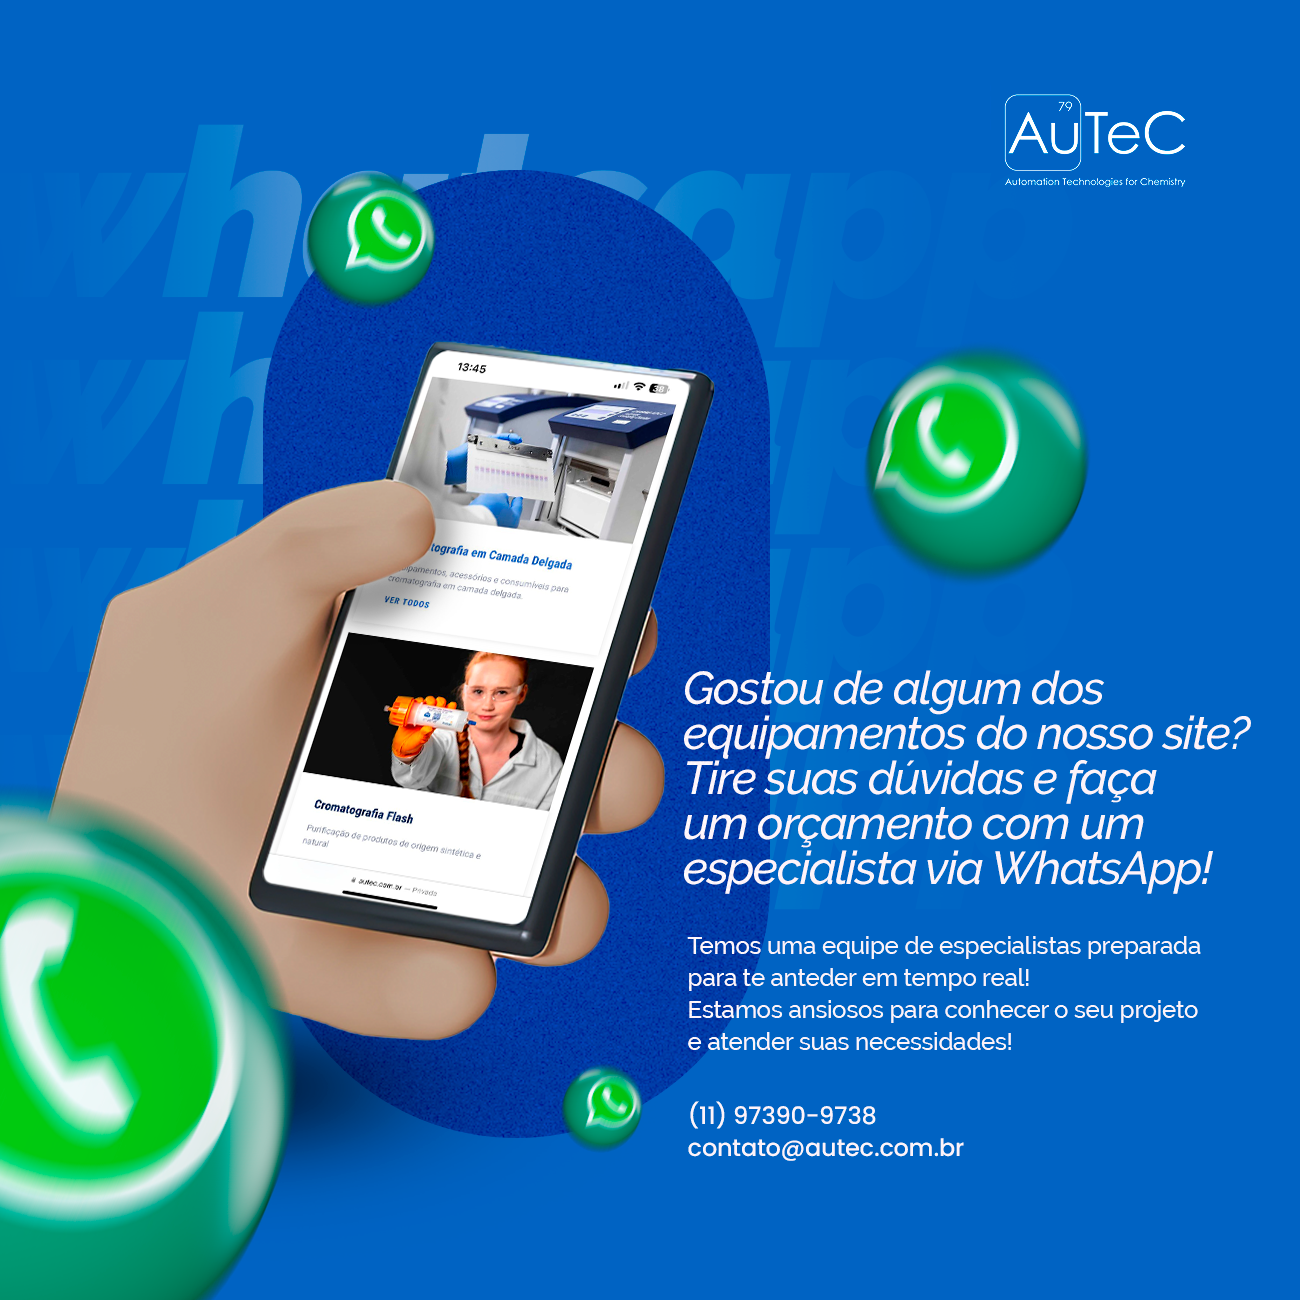 79
AuTeC
Automation Technologies for Chemistry
whatsapp
13:45
38
tografia em Camada Delgada
pamentos, acessórios e consumíveis para
cromatografia em camada delgada.
VER TODOS
Cromatografia Flash
Purificação de produtos de origem sintética e
natural
autec.com.br — Privado
Gostou de algum dos
equipamentos do nosso site?
Tire suas dúvidas e faça
um orçamento com um
especialista via WhatsApp!
Temos uma equipe de especialistas preparada
para te anteder em tempo real!
Estamos ansiosos para conhecer o seu projeto
e atender suas necessidades!
(11) 97390-9738
contato@autec.com.br